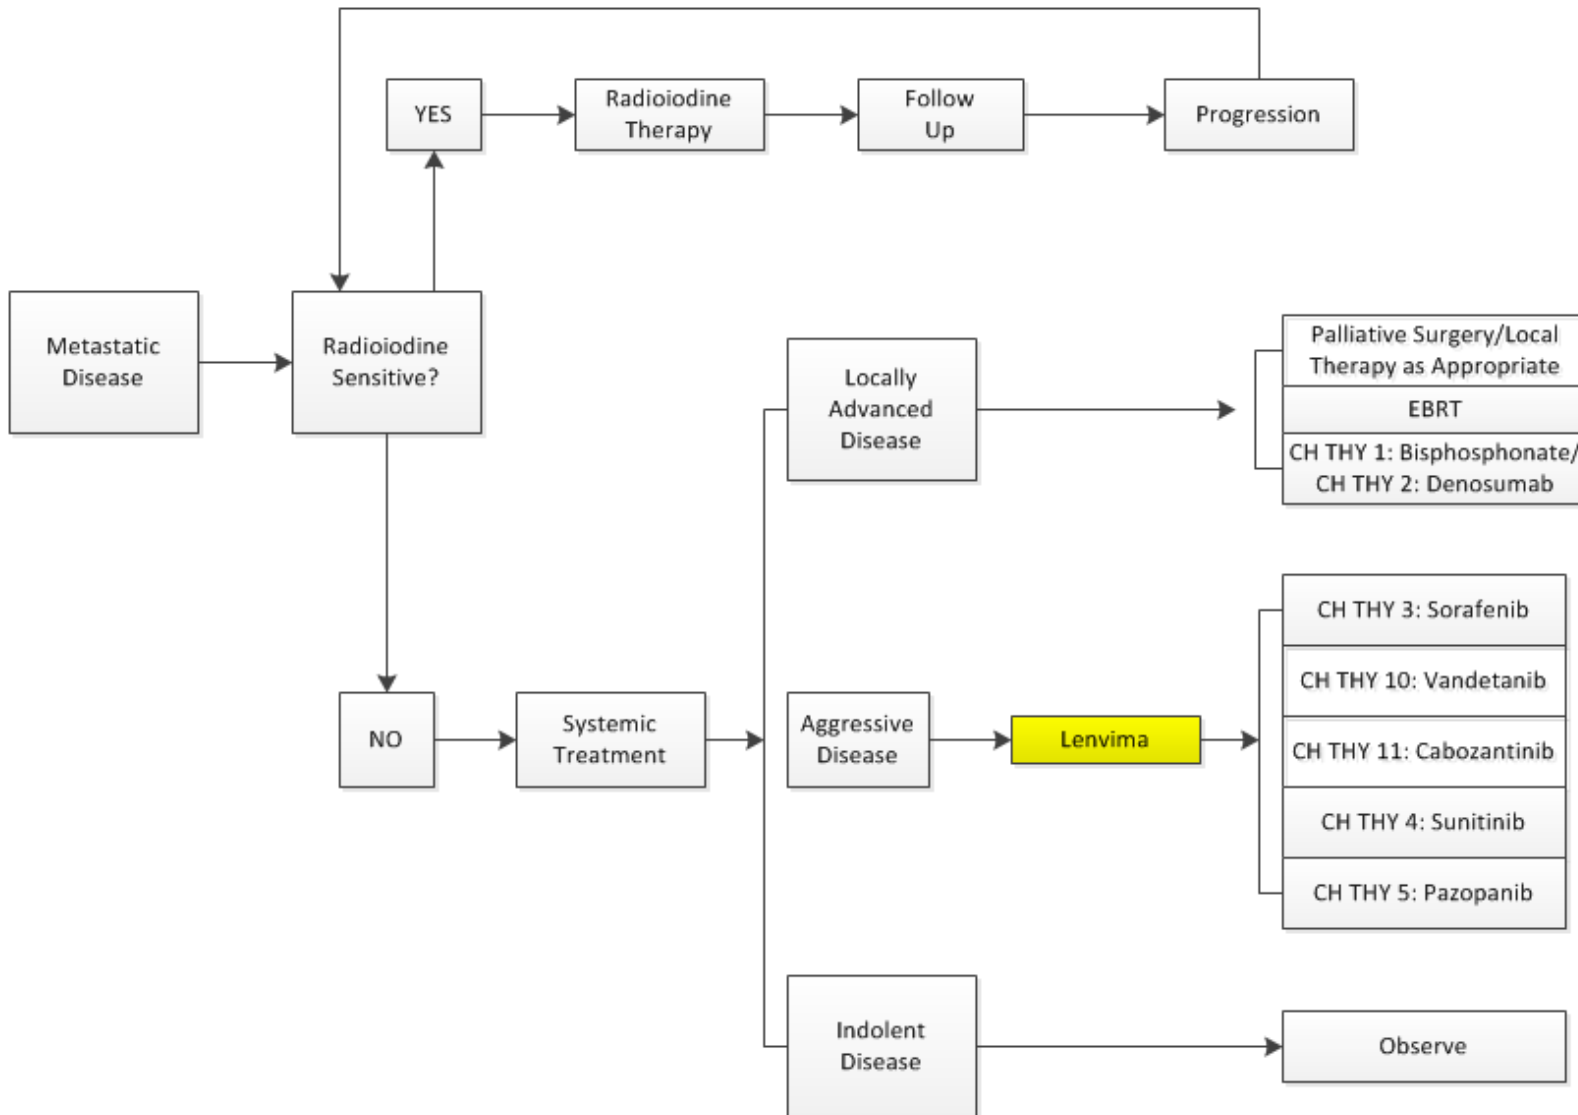 YES
Radioiodine
Therapy
Follow
Up
Progression
Metastatic
Disease
Radioiodine
Sensitive?
Locally
Advanced
Disease
Palliative Surgery/Local
Therapy as Appropriate
EBRT
CH THY 1: Bisphosphonate/
CH THY 2: Denosumab
NO
Systemic
Treatment
Aggressive
Disease
Lenvima
CH THY 3: Sorafenib
CH THY 10: Vandetanib
CH THY 11: Cabozantinib
CH THY 4: Sunitinib
CH THY 5: Pazopanib
Indolent
Disease
Observe